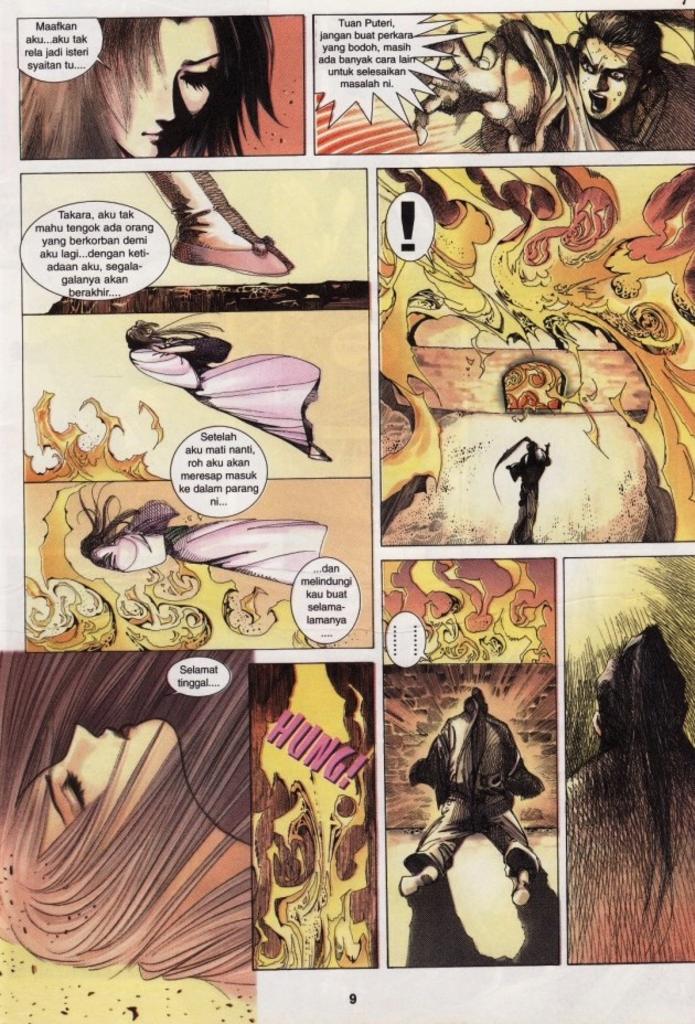 Maafkan
aku...aku tak
rela jadi isteri
syaitan tu....
Tuan Puteri,
jangan buat perkara
yang bodoh, masih
ada banyak cara lain
untuk selesaikan
masalah ni.
Takara, aku tak
mahu tengok ada orang
yang berkorban demi
aku lagi...dengan keti-
adaan aku, segala-
galanya akan
berakhir....
!
Setelah
aku mati nanti,
roh aku akan
meresap masuk
ke dalam parang
ni...
...dan
melindungi
kau buat
selama-
lamanya
....
Selamat
tinggal....
HUNG!
........
9